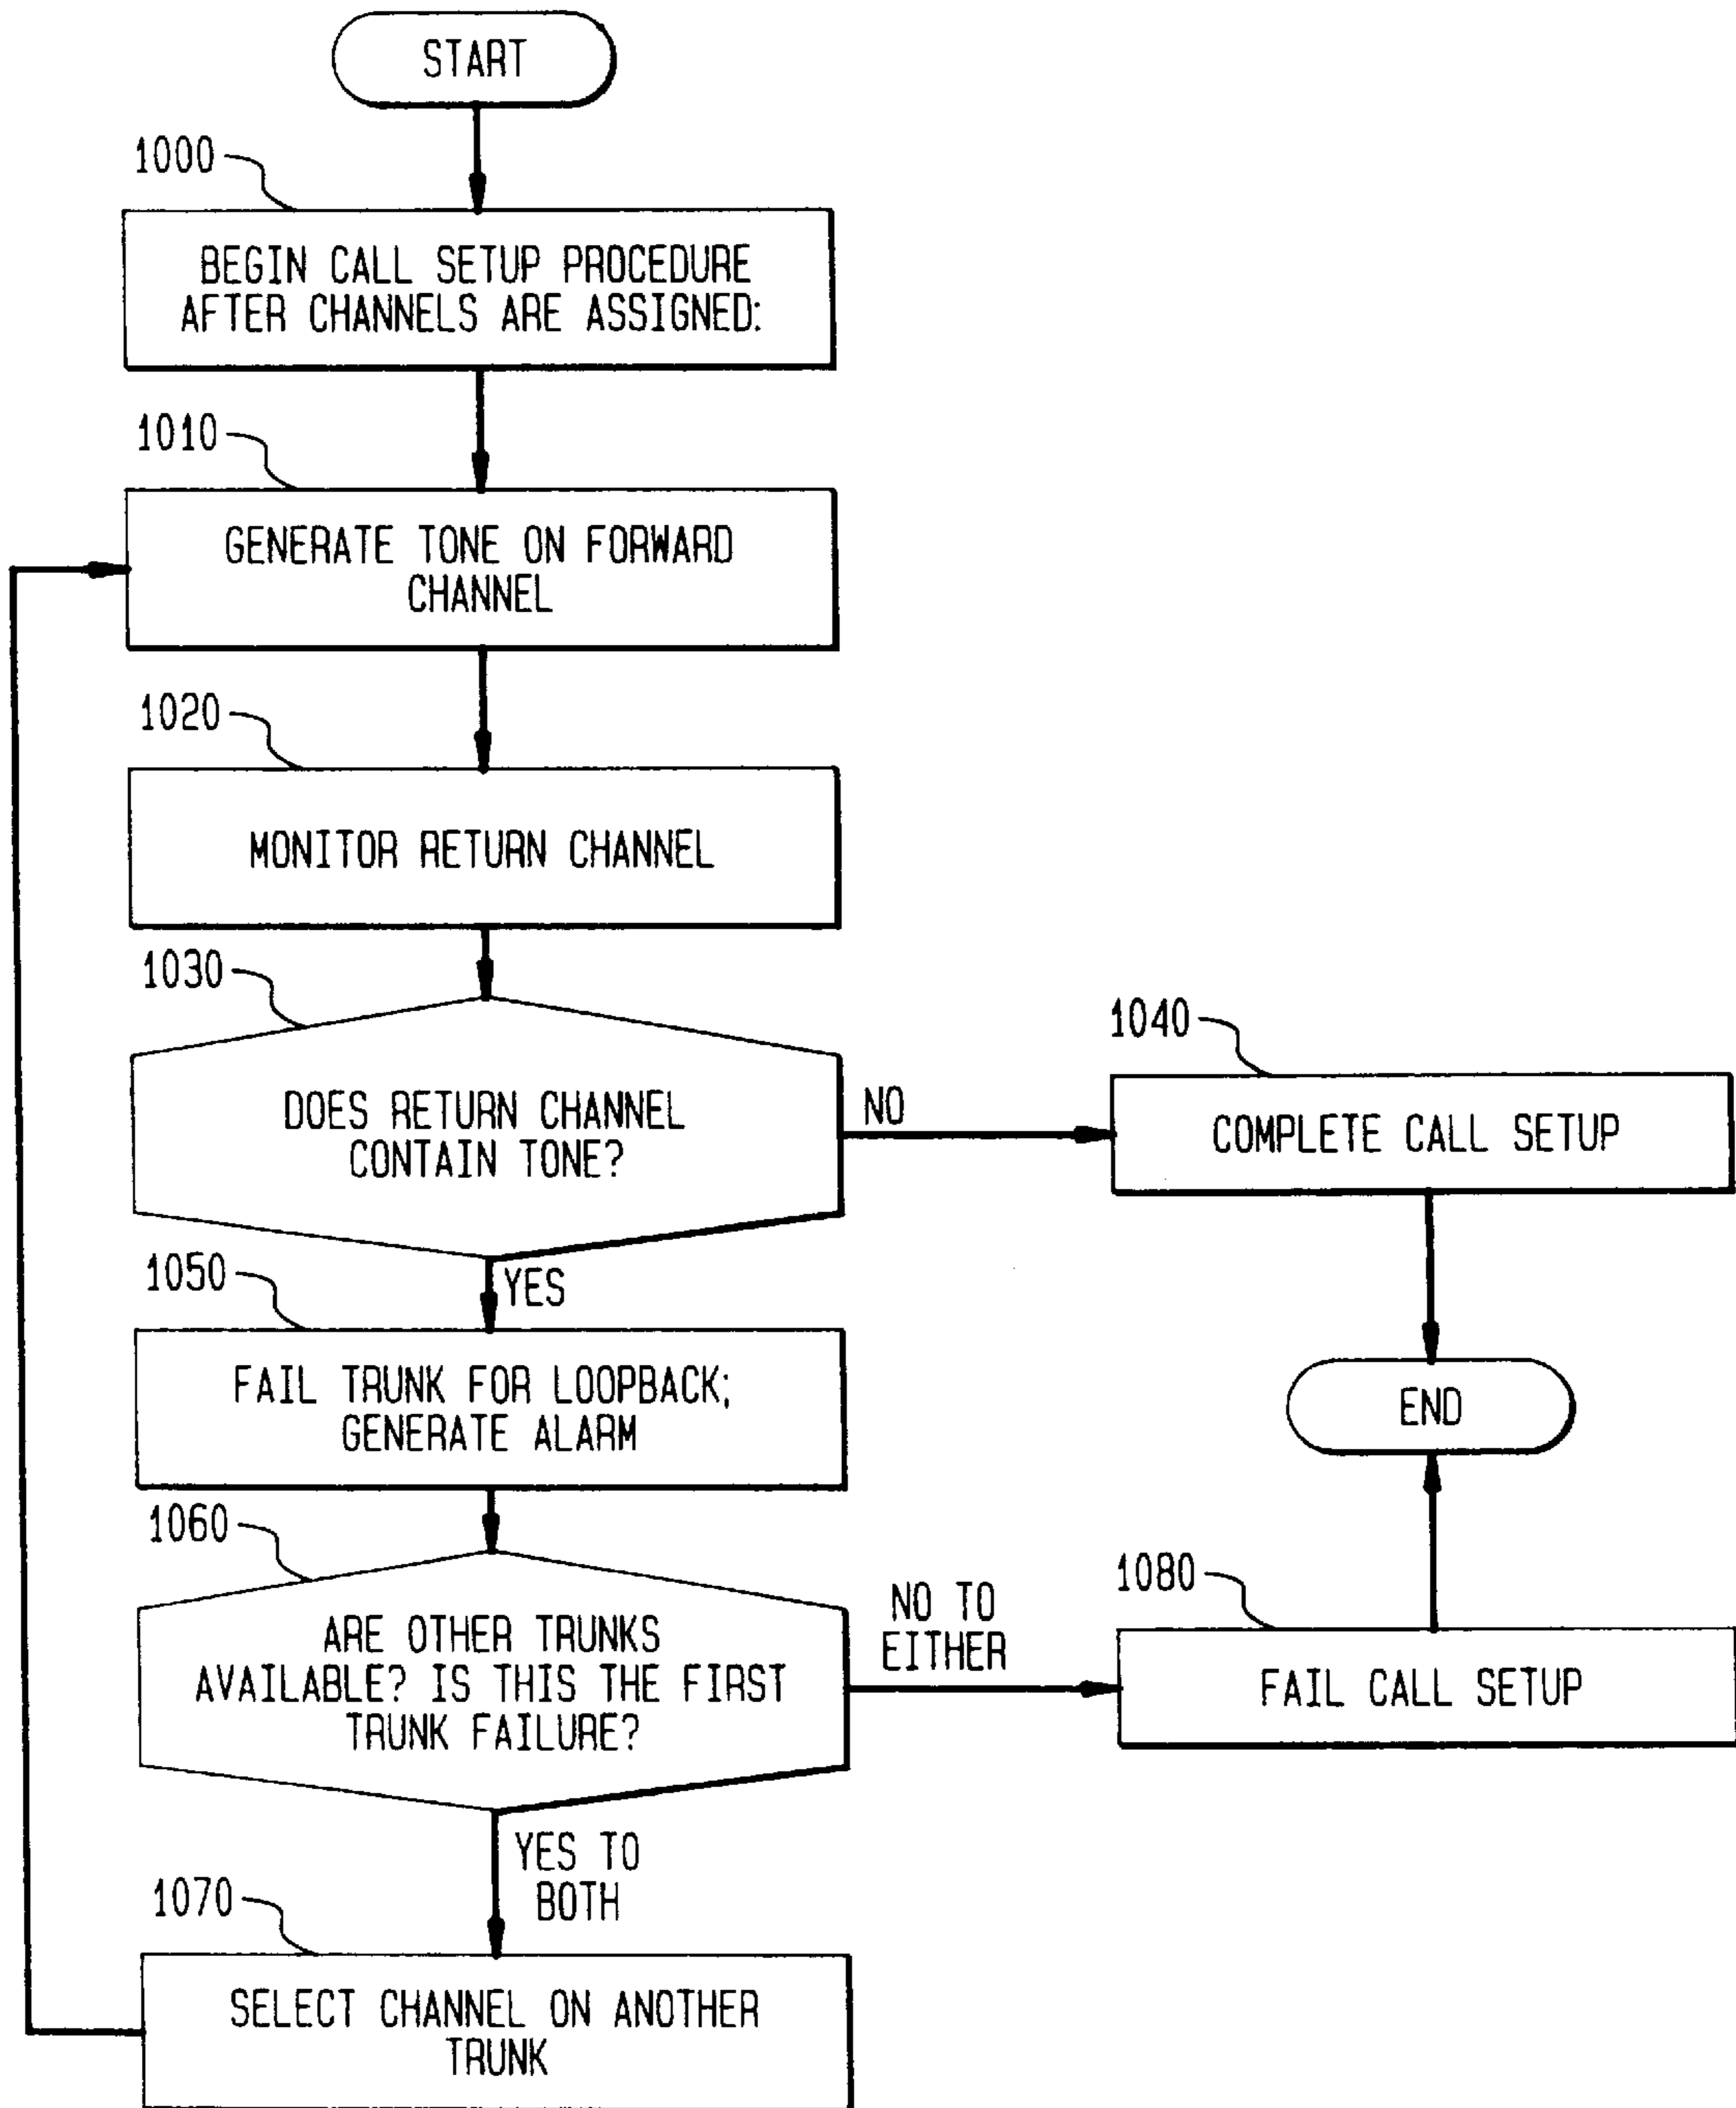 START
1000
BEGIN CALL SETUP PROCEDURE
AFTER CHANNELS ARE ASSIGNED:
1010
GENERATE TONE ON FORWARD
CHANNEL
1020
MONITOR RETURN CHANNEL
1030
DOES RETURN CHANNEL
CONTAIN TONE?
NO
1040
COMPLETE CALL SETUP
YES
1050
FAIL TRUNK FOR LOOPBACK;
GENERATE ALARM
END
1060
ARE OTHER TRUNKS
AVAILABLE? IS THIS THE FIRST
TRUNK FAILURE?
NO TO
EITHER
1080
FAIL CALL SETUP
YES TO
BOTH
1070
SELECT CHANNEL ON ANOTHER
TRUNK